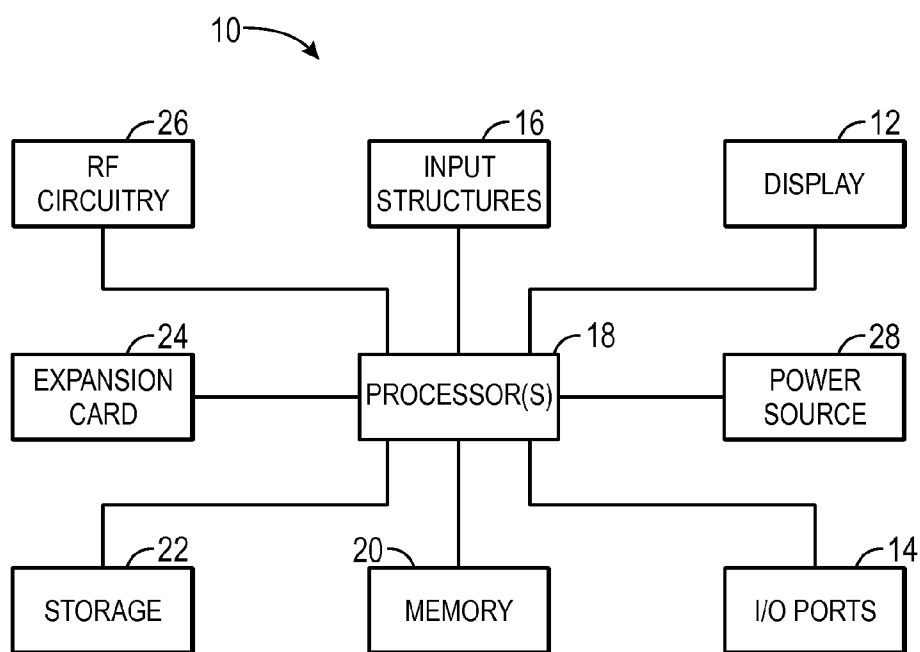 10
26
RF
CIRCUITRY
16
INPUT
STRUCTURES
12
DISPLAY
24
EXPANSION
CARD
18
PROCESSOR(S)
28
POWER
SOURCE
22
STORAGE
20
MEMORY
14
I/O PORTS